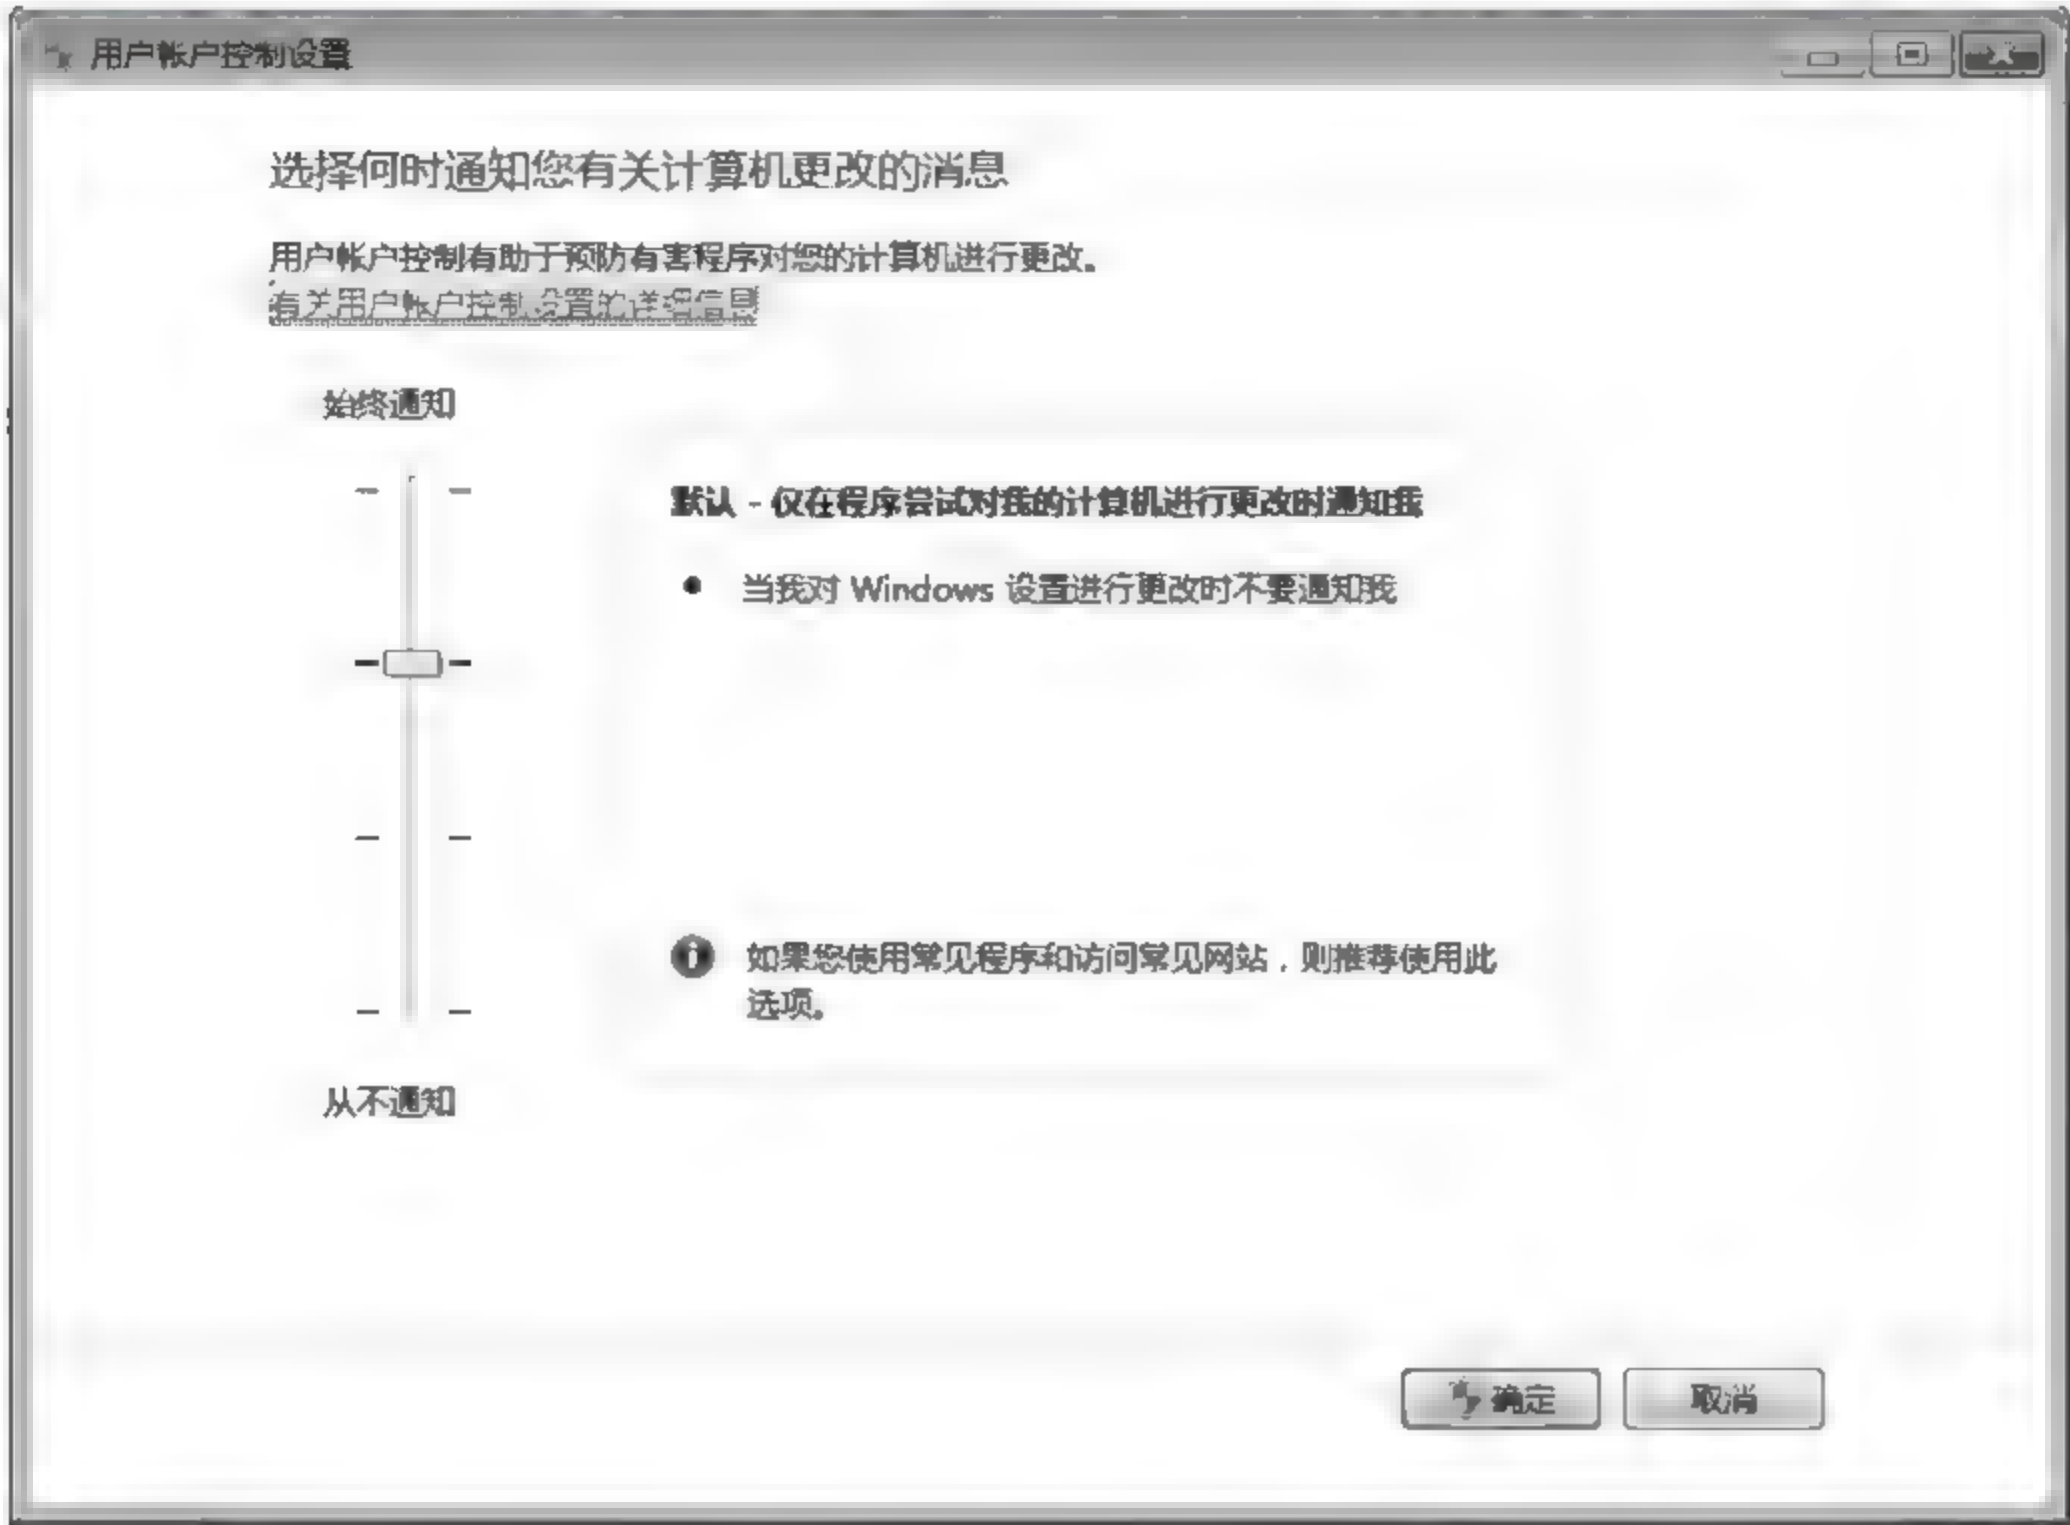 用户帐户控制设置
选择何时通知您有关计算机更改的消息
用户帐户控制有助于预防有害程序对您的计算机进行更改。
有关用户帐户控制设置的详细信息
始终通知
默认 - 仅在程序尝试对我的计算机进行更改时通知我
● 当我对 Windows 设置进行更改时不要通知我
如果您使用常见程序和访问常见网站，则推荐使用此
选项。
从不通知
确定 取消